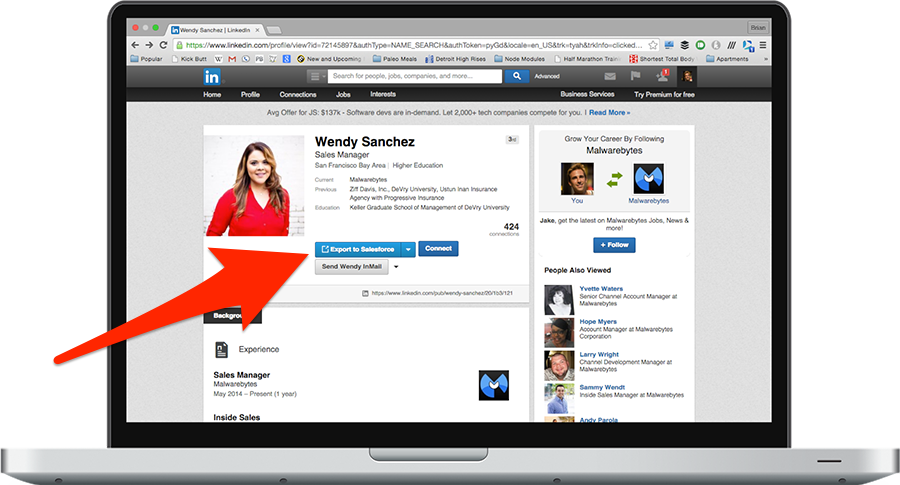 Wendy Sanchez | LinkedIn
Brian
https://www.linkedin.com/profile/view?id=72145897&authType=NAME_SEARCH&authToken=pyGd&locale=en_US&trk=tyah&trkInfo=clicked...
Popular Kick Butt New and Upcoming Paleo Meals Detroit High Rises Node Modules Half Marathon Trainin Shortest Total Body Apartments
in Search for people, jobs, companies, and more... Advanced
Home Profile Connections Jobs Interests Business Services Try Premium for free
Avg Offer for JS: $137k - Software devs are in-demand. Let 2,000+ tech companies compete for you. | Read More »
Wendy Sanchez 3rd
Sales Manager
San Francisco Bay Area | Higher Education
Current Malwarebytes
Previous Ziff Davis, Inc., DeVry University, Ustun Inan Insurance
Agency with Progressive Insurance
Education Keller Graduate School of Management of DeVry University
424
connections
Export to Salesforce Connect
Send Wendy InMail
https://www.linkedin.com/pub/wendy-sanchez/20/1b3/121
Background
Experience
Sales Manager
Malwarebytes
May 2014 – Present (1 year)
Inside Sales
Grow Your Career By Following
Malwarebytes
You Malwarebytes
Jake, get the latest on Malwarebytes Jobs, News &
more!
+ Follow
People Also Viewed
Yvette Waters
Senior Channel Account Manager at
Malwarebytes
Hope Myers
Account Manager at Malwarebytes
Corporation
Larry Wright
Channel Development Manager at
Malwarebytes
Sammy Wendt
Inside Sales Manager at Malwarebytes
Andy Parola